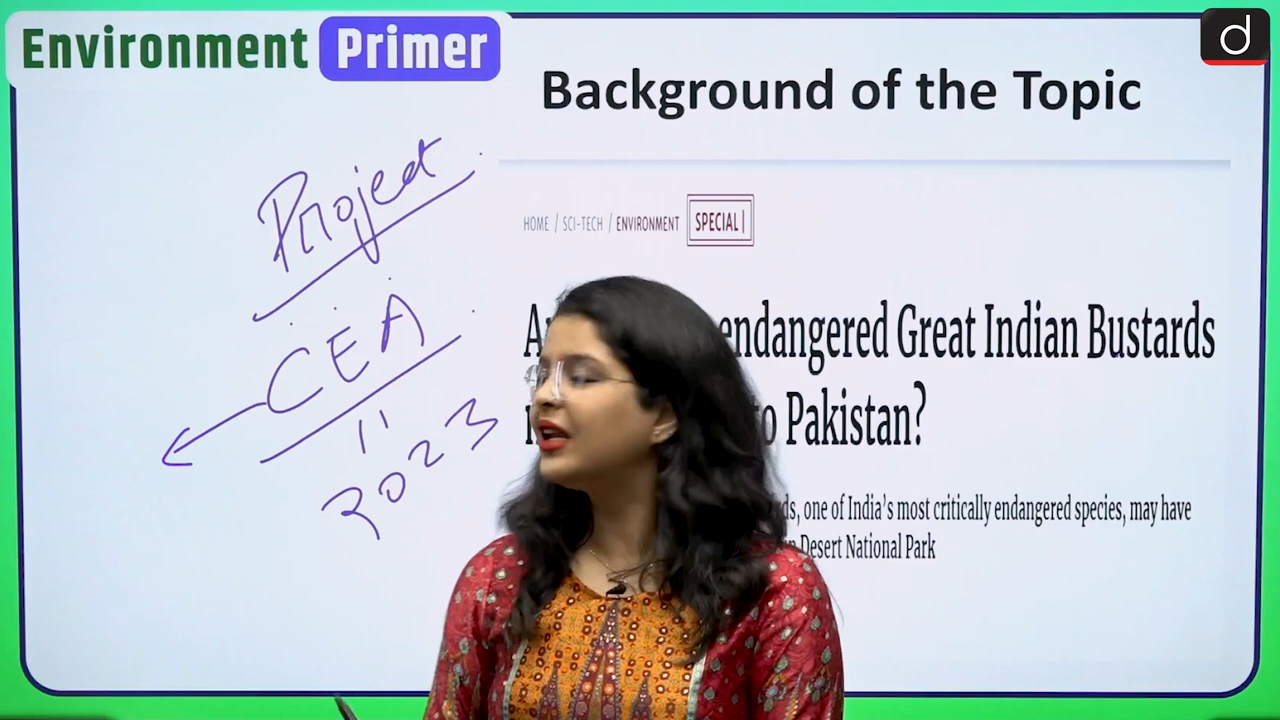 Environment Primer
d
Background of the Topic
Project
CEA
2023
HOME / SCI-TECH / ENVIRONMENT SPECIAL
endangered Great Indian Bustards
to Pakistan?
one of India's most critically endangered species, may have
Desert National Park